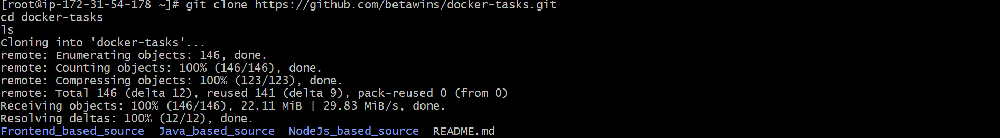 [root@ip-172-31-54-178 ~]# git clone https://github.com/betawins/docker-tasks.git
cd docker-tasks
ls
Cloning into 'docker-tasks'...
remote: Enumerating objects: 146, done.
remote: Counting objects: 100% (146/146), done.
remote: Compressing objects: 100% (123/123), done.
remote: Total 146 (delta 12), reused 141 (delta 9), pack-reused 0 (from 0)
Receiving objects: 100% (146/146), 22.11 MiB | 29.83 MiB/s, done.
Resolving deltas: 100% (12/12), done.
Frontend_based_source  Java_based_source  NodeJs_based_source  README.md